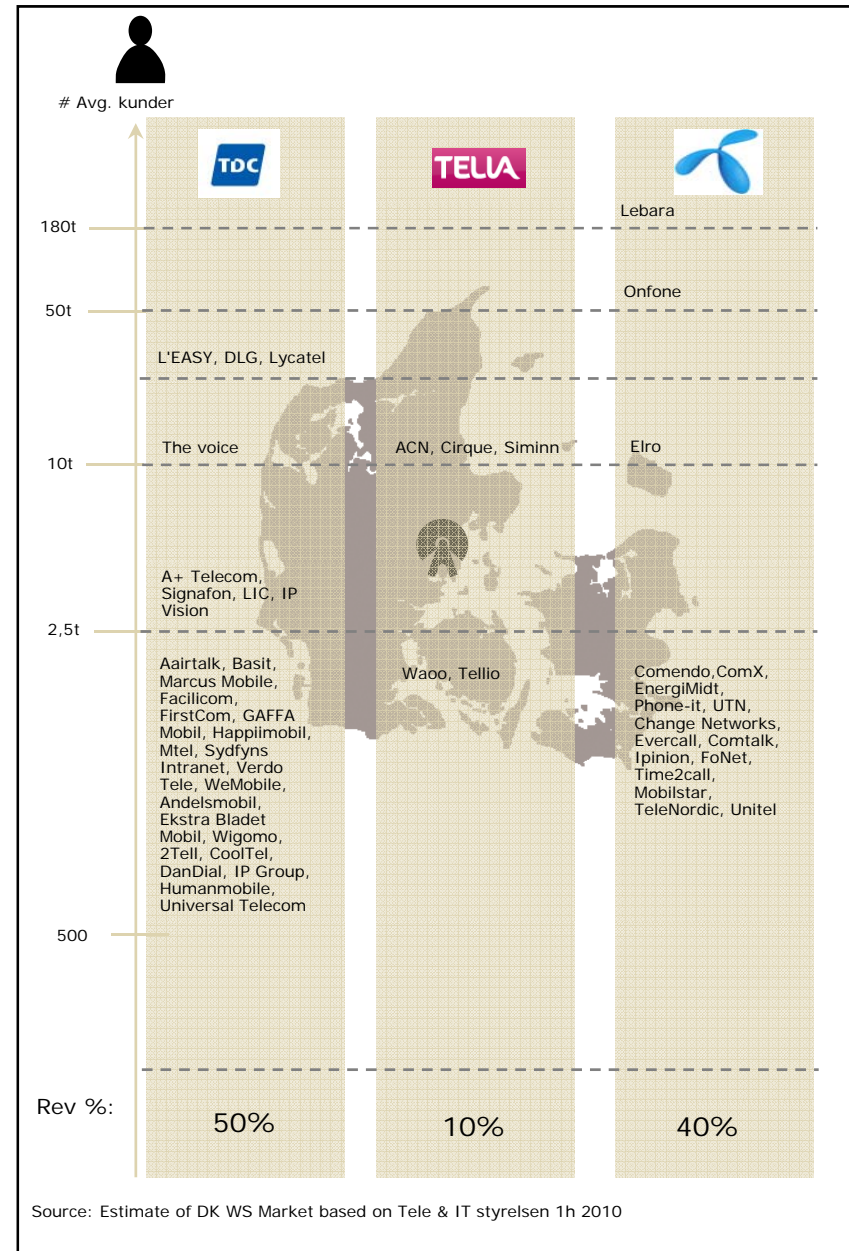 # Avg. kunder
TDC
TELIA
Lebara
180t
Onfone
50t
L'EASY, DLG, Lycatel
The voice
ACN, Cirque, Siminn
Elro
10t
A+ Telecom,
Signafon, LIC, IP
Vision
2,5t
Aairtalk, Basit,
Marcus Mobile,
Facilicom,
FirstCom, GAFFA
Mobil, Happiimobil,
Mtel, Sydfyns
Intranet, Verdo
Tele, WeMobile,
Andelsmobil,
Ekstra Bladet
Mobil, Wigomo,
2Tell, CoolTel,
DanDial, IP Group,
Humanmobile,
Universal Telecom
Waoo, Tellio
Comendo,ComX,
EnergiMidt,
Phone-it, UTN,
Change Networks,
Evercall, Comtalk,
Ipinion, FoNet,
Time2call,
Mobilstar,
TeleNordic, Unitel
500
Rev %:
50%
10%
40%
Source: Estimate of DK WS Market based on Tele & IT styrelsen 1h 2010